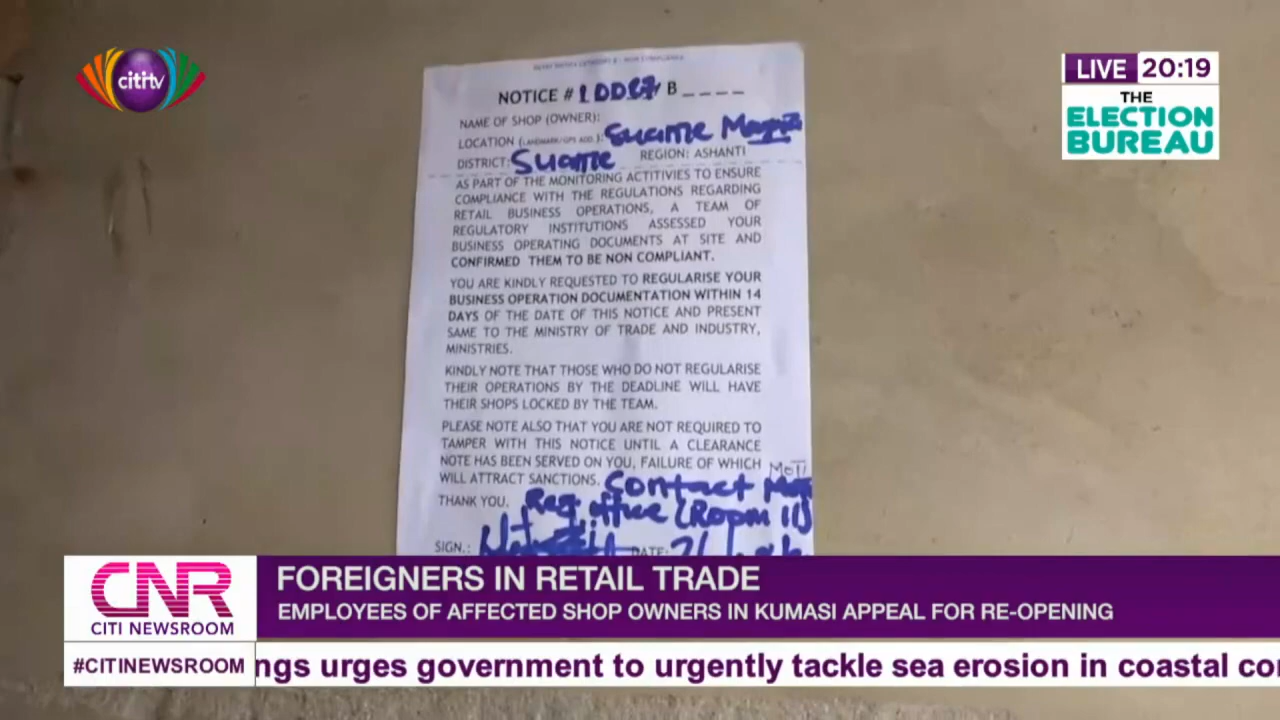 citi tv
LIVE 20:19
THE
ELECTION
BUREAU
NOTICE # B _ _ _ _
NAME OF SHOP (OWNER):
LOCATION (LANDMARK/GPS ADD.): Suame
DISTRICT: Suame REGION: ASHANTI
AS PART OF THE MONITORING ACTITIVIES TO ENSURE
COMPLIANCE WITH THE REGULATIONS REGARDING
RETAIL BUSINESS OPERATIONS, A TEAM OF
REGULATORY INSTITUTIONS ASSESSED YOUR
BUSINESS OPERATING DOCUMENTS AT SITE AND
CONFIRMED THEM TO BE NON COMPLIANT.
YOU ARE KINDLY REQUESTED TO REGULARISE YOUR
BUSINESS OPERATION DOCUMENTATION WITHIN 14
DAYS OF THE DATE OF THIS NOTICE AND PRESENT
SAME TO THE MINISTRY OF TRADE AND INDUSTRY,
MINISTRIES.
KINDLY NOTE THAT THOSE WHO DO NOT REGULARISE
THEIR OPERATIONS BY THE DEADLINE WILL HAVE
THEIR SHOPS LOCKED BY THE TEAM.
PLEASE NOTE ALSO THAT YOU ARE NOT REQUIRED TO
TAMPER WITH THIS NOTICE UNTIL A CLEARANCE
NOTE HAS BEEN SERVED ON YOU, FAILURE OF WHICH
WILL ATTRACT SANCTIONS. Contact MoTI
THANK YOU. Reg. office (Room 11)
SIGN.: DATE:
CNR
CITI NEWSROOM
FOREIGNERS IN RETAIL TRADE
EMPLOYEES OF AFFECTED SHOP OWNERS IN KUMASI APPEAL FOR RE-OPENING
#CITINEWSROOM ngs urges government to urgently tackle sea erosion in coastal co